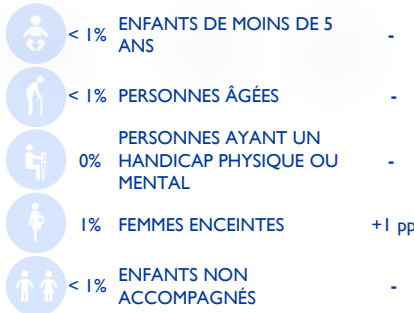 < 1% ENFANTS DE MOINS DE 5 ANS -
< 1% PERSONNES ÂGÉES -
0% PERSONNES AYANT UN HANDICAP PHYSIQUE OU MENTAL -
1% FEMMES ENCEINTES +1 pp
< 1% ENFANTS NON ACCOMPAGNÉS -